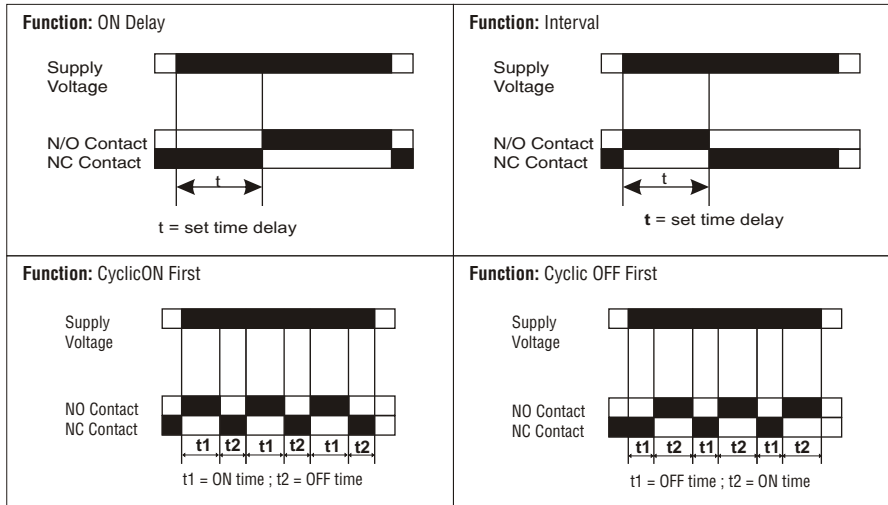 Function: ON Delay
Supply
Voltage
N/O Contact
NC Contact
t
t = set time delay
Function: Interval
Supply
Voltage
N/O Contact
NC Contact
t
t = set time delay
Function: CyclicON First
Supply
Voltage
NO Contact
NC Contact
t1 t2 t1 t2 t1 t2
t1 = ON time ; t2 = OFF time
Function: Cyclic OFF First
Supply
Voltage
NO Contact
NC Contact
t1 t2 t1 t2 t1 t2
t1 = OFF time ; t2 = ON time